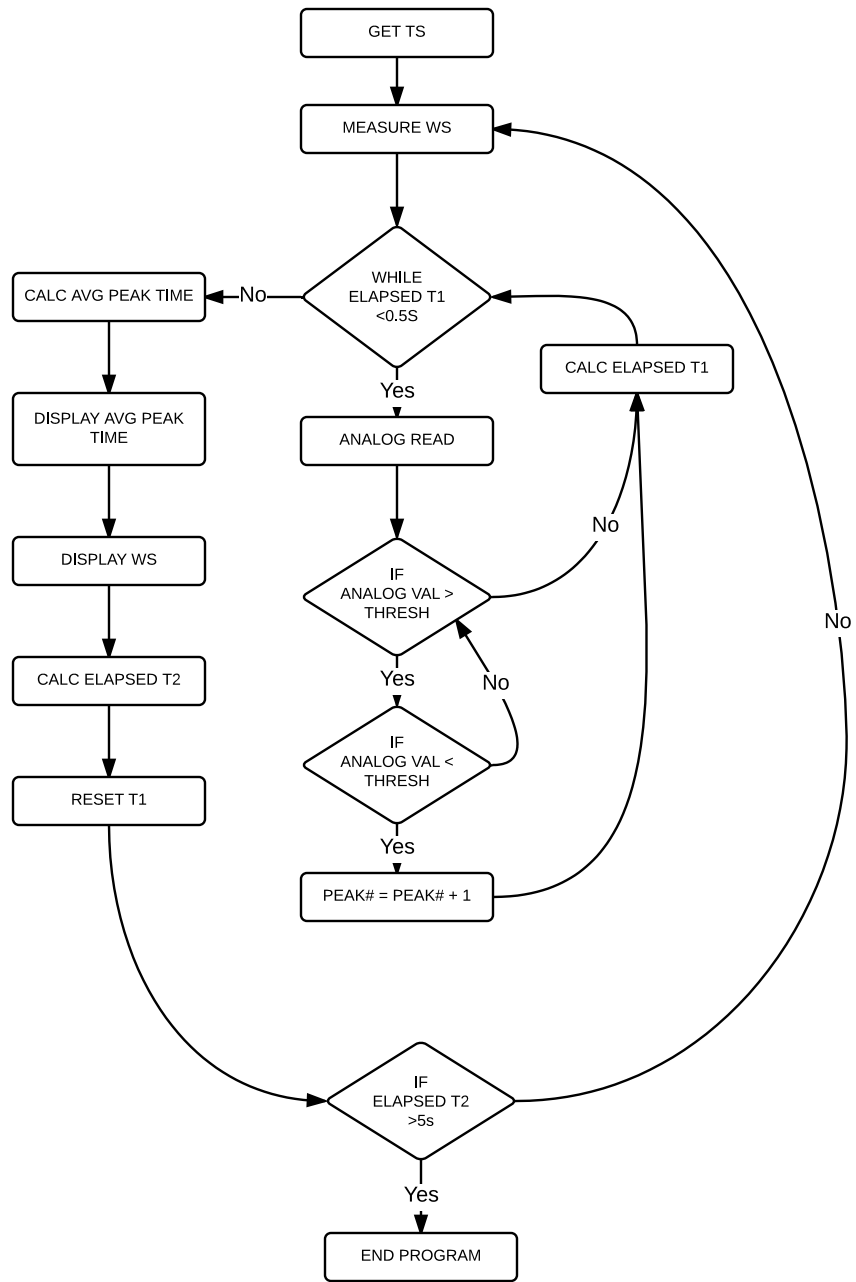 GET TS
MEASURE WS
WHILE
ELAPSED T1
<0.5S
No
CALC AVG PEAK TIME
CALC ELAPSED T1
Yes
DISPLAY AVG PEAK
TIME
ANALOG READ
No
DISPLAY WS
IF
ANALOG VAL >
THRESH
No
Yes
No
CALC ELAPSED T2
IF
ANALOG VAL <
THRESH
RESET T1
Yes
PEAK# = PEAK# + 1
IF
ELAPSED T2
>5s
Yes
END PROGRAM